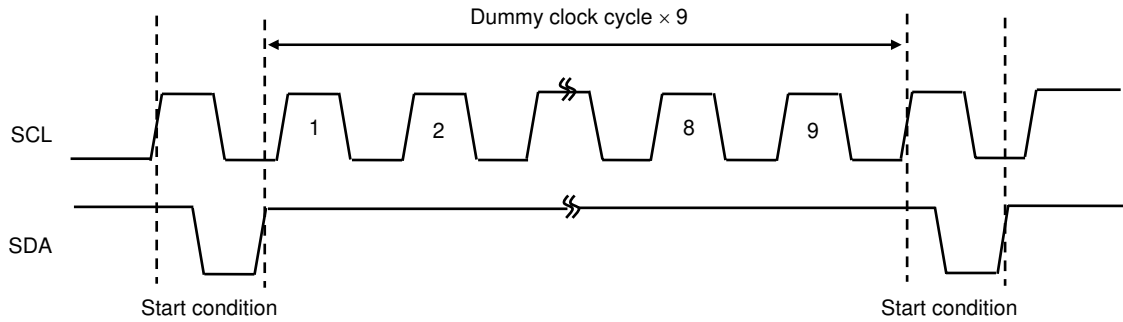 Dummy clock cycle × 9
SCL
1
2
8
9
SDA
Start condition
Start condition